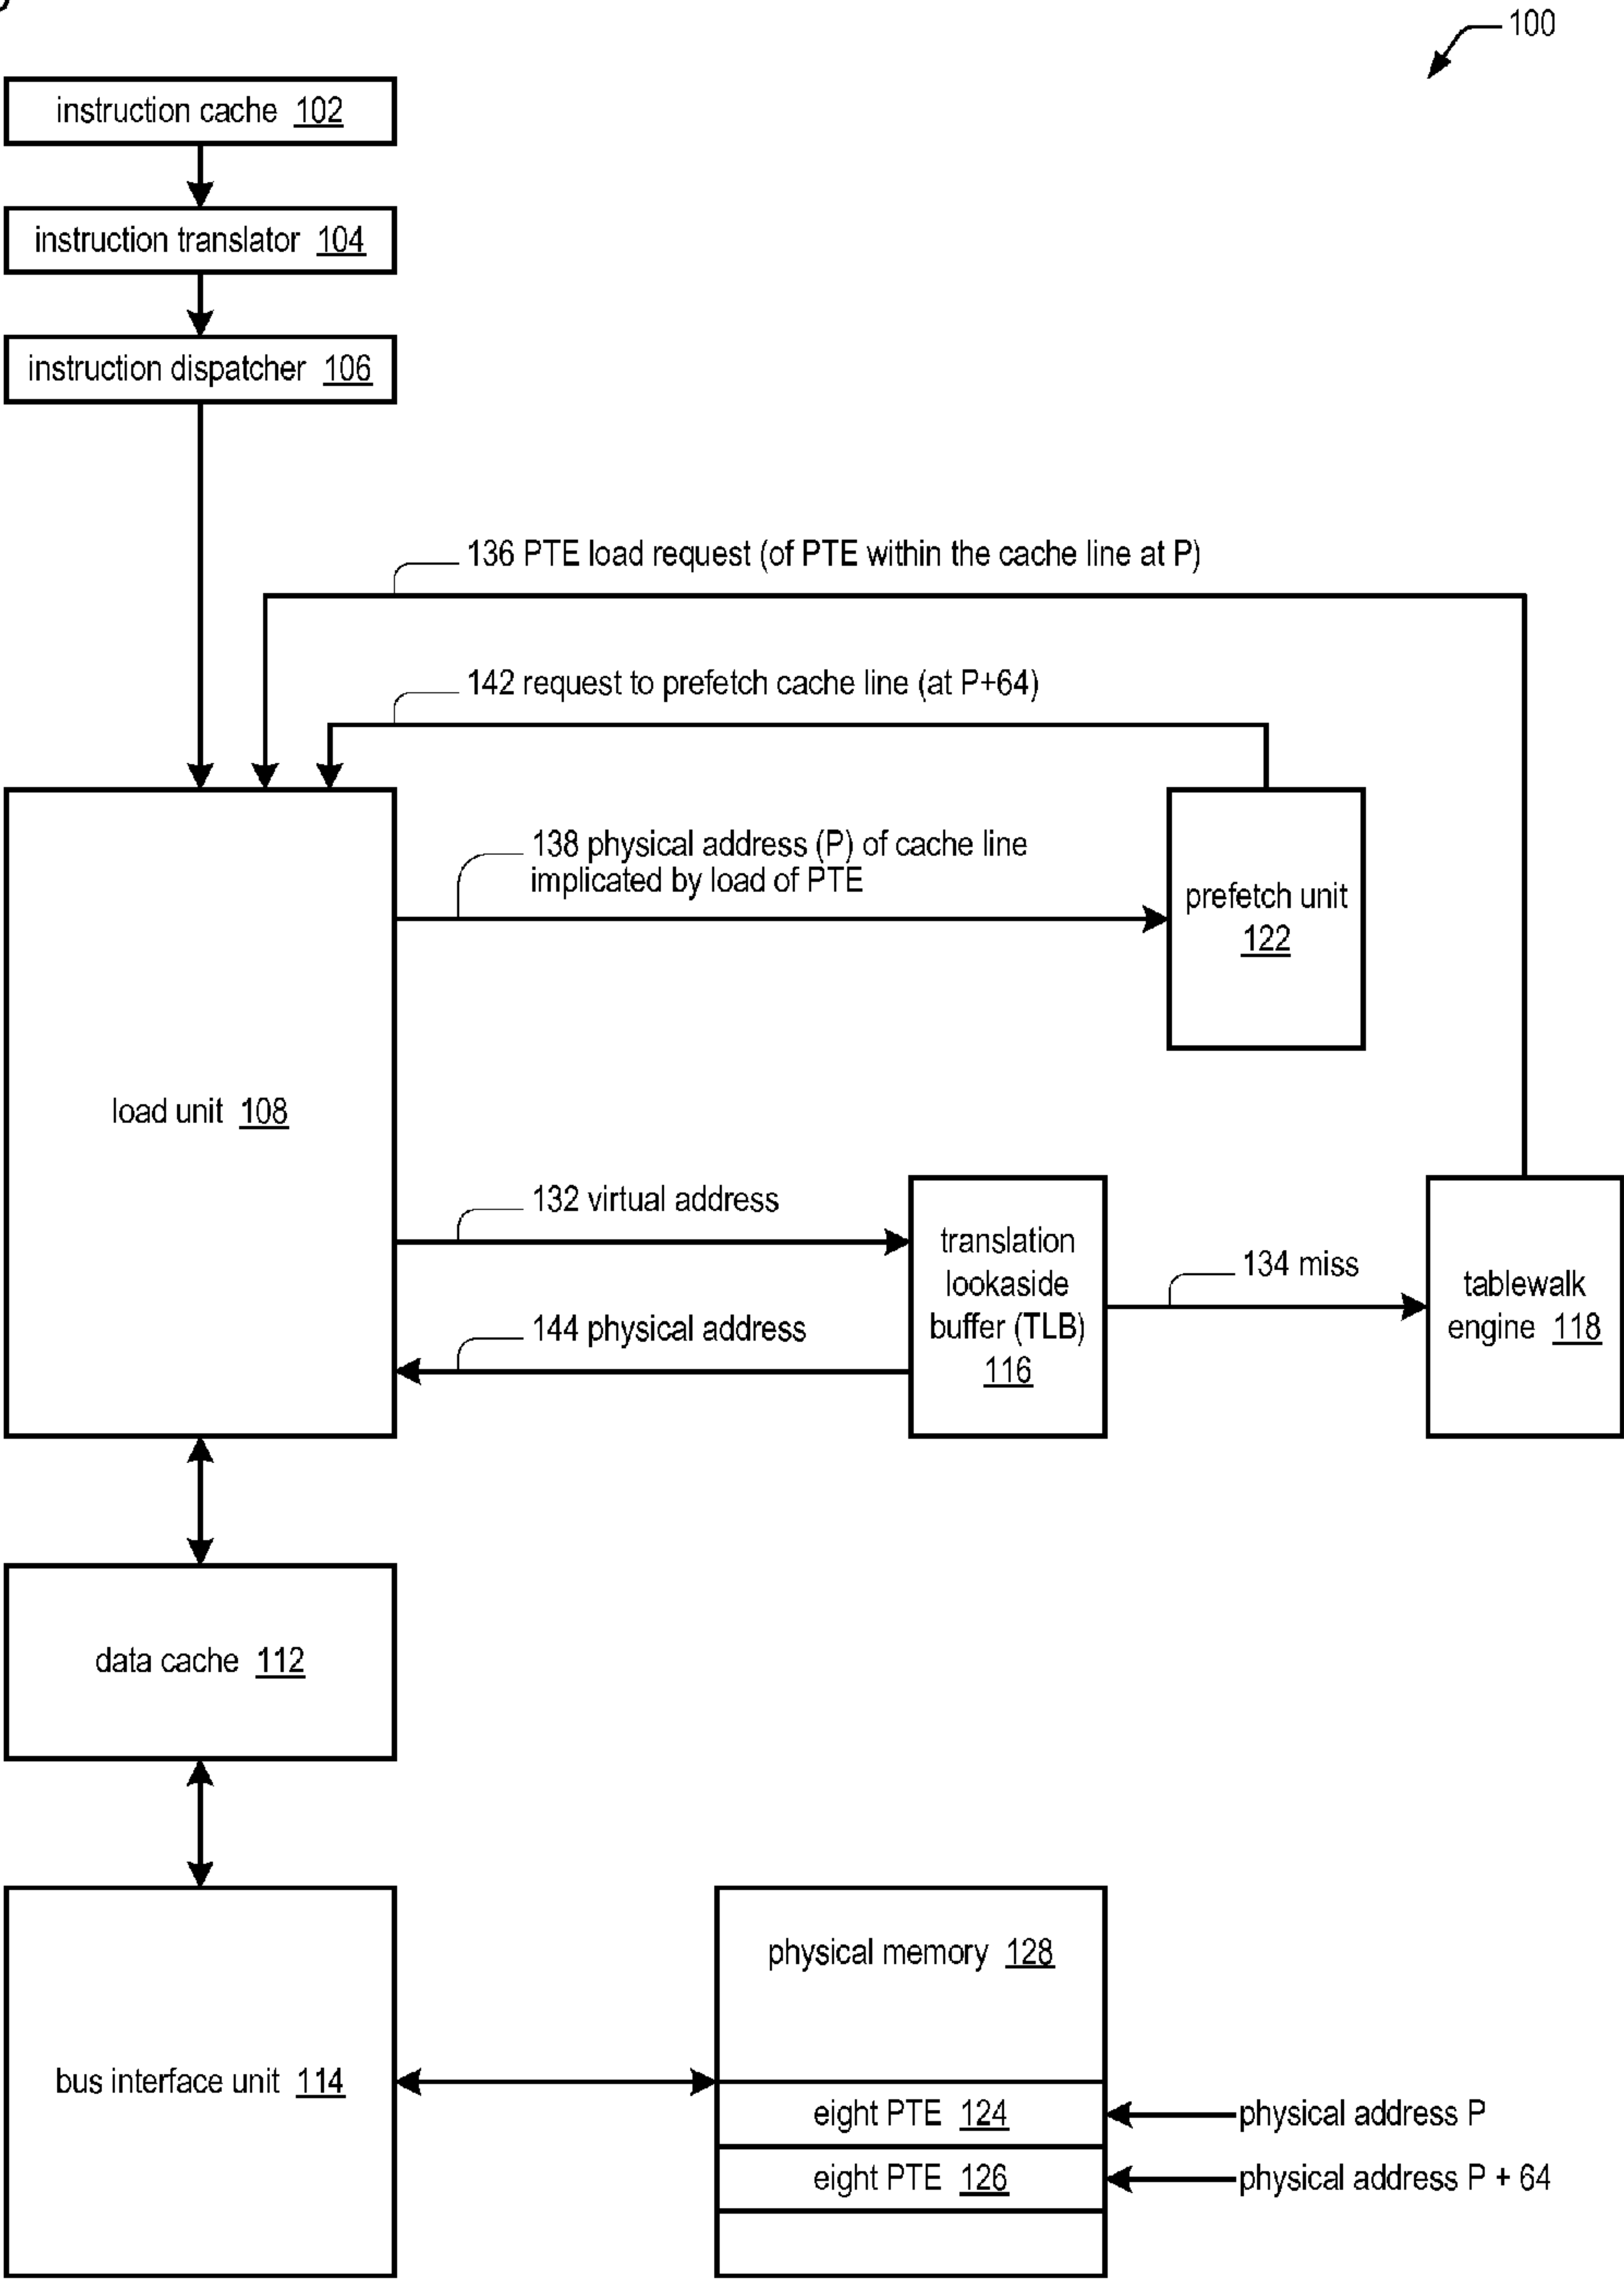 100
instruction cache 102
instruction translator 104
instruction dispatcher 106
136 PTE load request (of PTE within the cache line at P)
142 request to prefetch cache line (at P+64)
138 physical address (P) of cache line
implicated by load of PTE
prefetch unit
122
load unit 108
132 virtual address
144 physical address
translation
lookaside
buffer (TLB)
116
134 miss
tablewalk
engine 118
data cache 112
bus interface unit 114
physical memory 128
eight PTE 124
physical address P
eight PTE 126
physical address P + 64